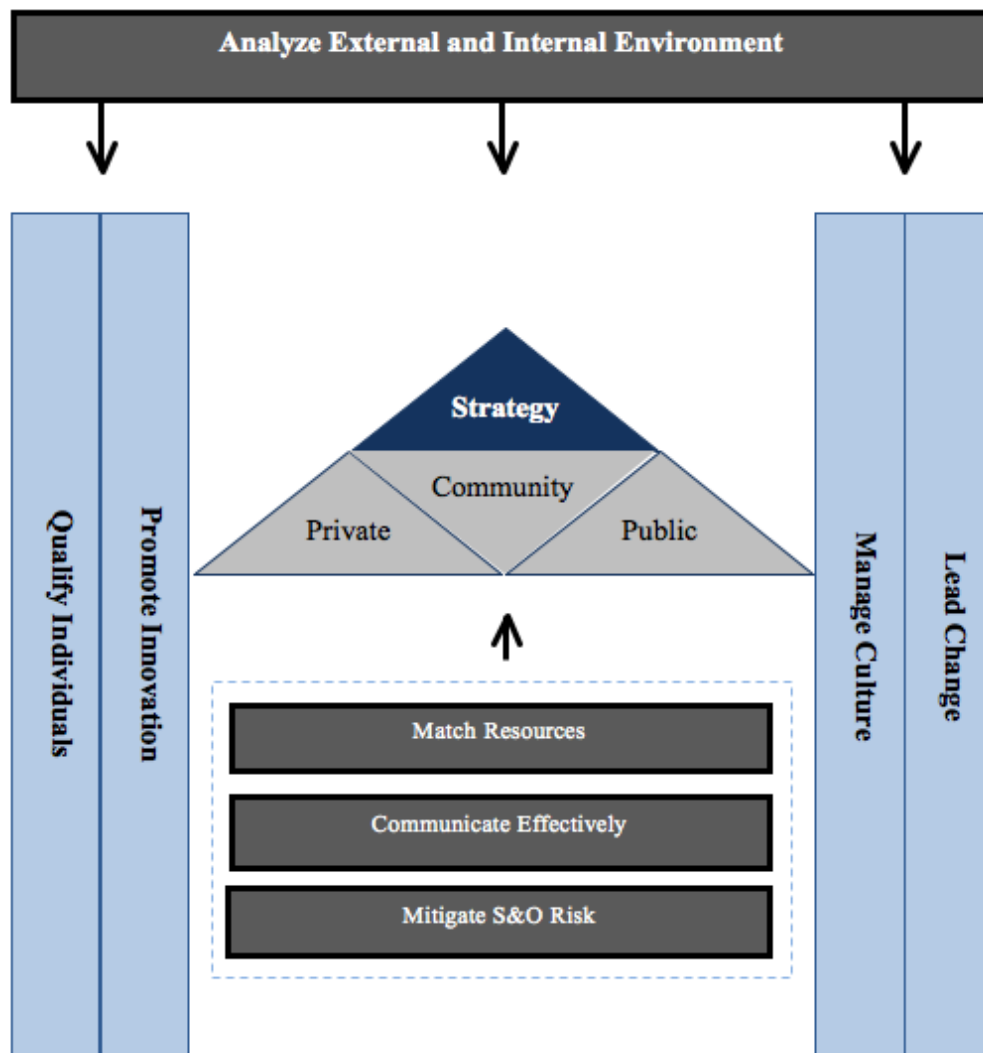 Analyze External and Internal Environment
Qualify Individuals
Promote Innovation
Strategy
Community
Private
Public
Match Resources
Communicate Effectively
Mitigate S&O Risk
Manage Culture
Lead Change